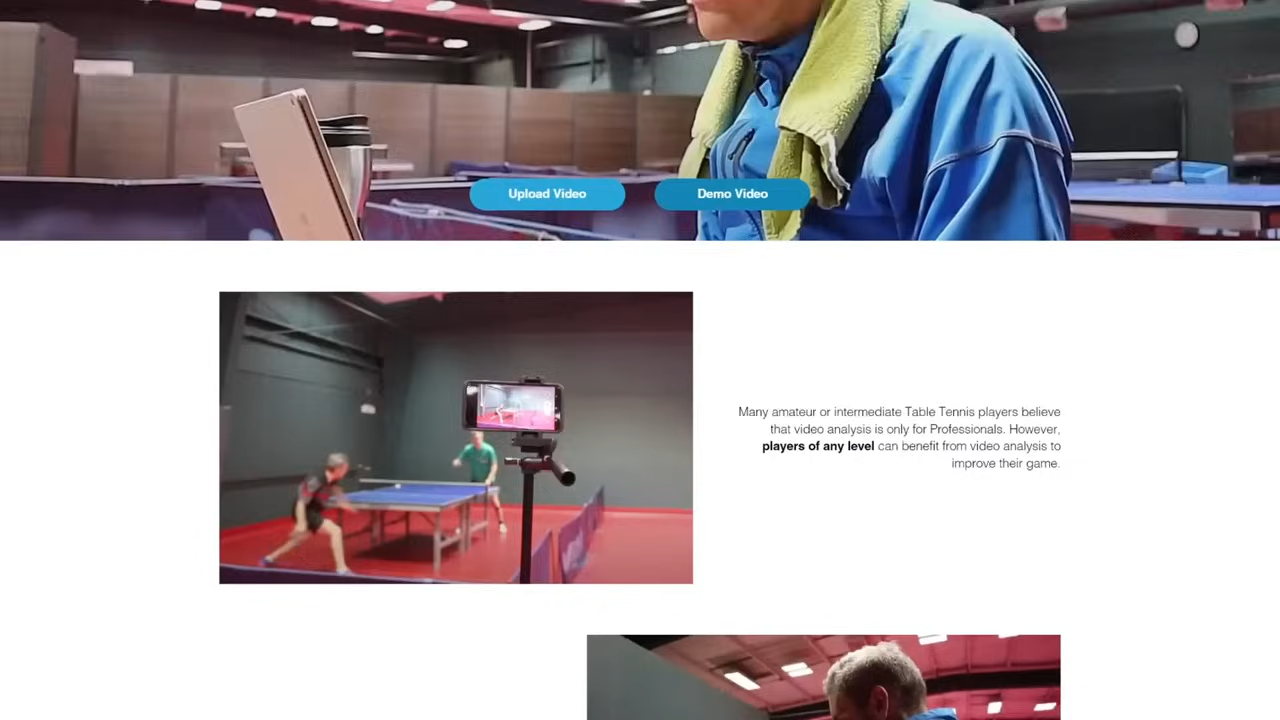 Upload Video
Demo Video
Many amateur or intermediate Table Tennis players believe
that video analysis is only for Professionals. However,
players of any level can benefit from video analysis to
improve their game.